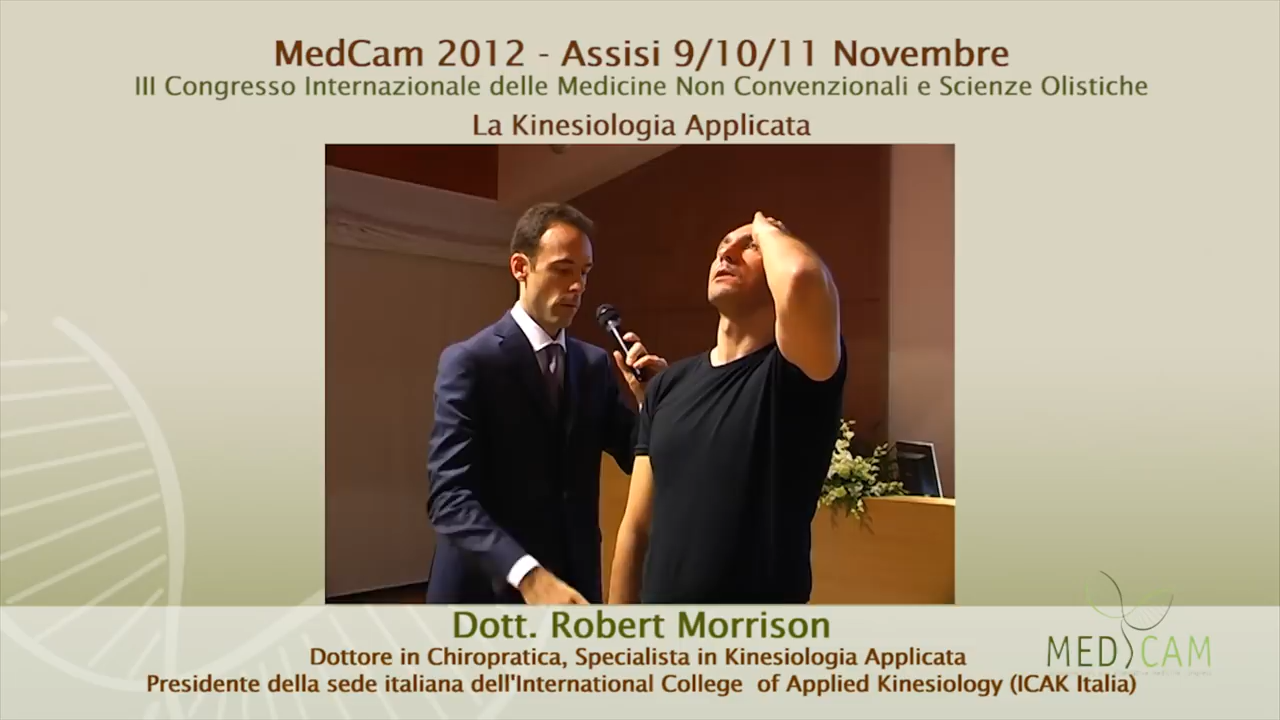 MedCam 2012 - Assisi 9/10/11 Novembre
III Congresso Internazionale delle Medicine Non Convenzionali e Scienze Olistiche
La Kinesiologia Applicata
Dott. Robert Morrison
Dottore in Chiropratica, Specialista in Kinesiologia Applicata
Presidente della sede italiana dell'International College of Applied Kinesiology (ICAK Italia)
MED CAM